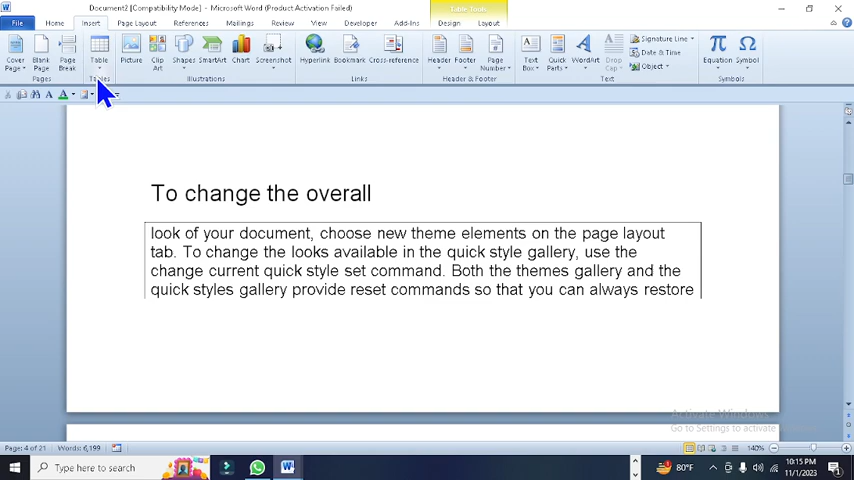 Document2 [Compatibility Mode] - Microsoft Word (Product Activation Failed)
Table Tools
File Home Insert Page Layout References Mailings Review View Developer Add-Ins Design Layout
Cover Page Blank Page Page Break Table Picture Clip Art Shapes SmartArt Chart Screenshot Hyperlink Bookmark Cross-reference Header Footer Page Number Text Box Quick Parts WordArt Drop Cap Signature Line Date & Time Object Equation Symbol
Pages Tables Illustrations Links Header & Footer Text Symbols
To change the overall
look of your document, choose new theme elements on the page layout
tab. To change the looks available in the quick style gallery, use the
change current quick style set command. Both the themes gallery and the
quick styles gallery provide reset commands so that you can always restore
Activate Windows
Go to Settings to activate
Page: 4 of 21 Words: 6,199 140%
Type here to search 80°F 10:15 PM
11/1/2023